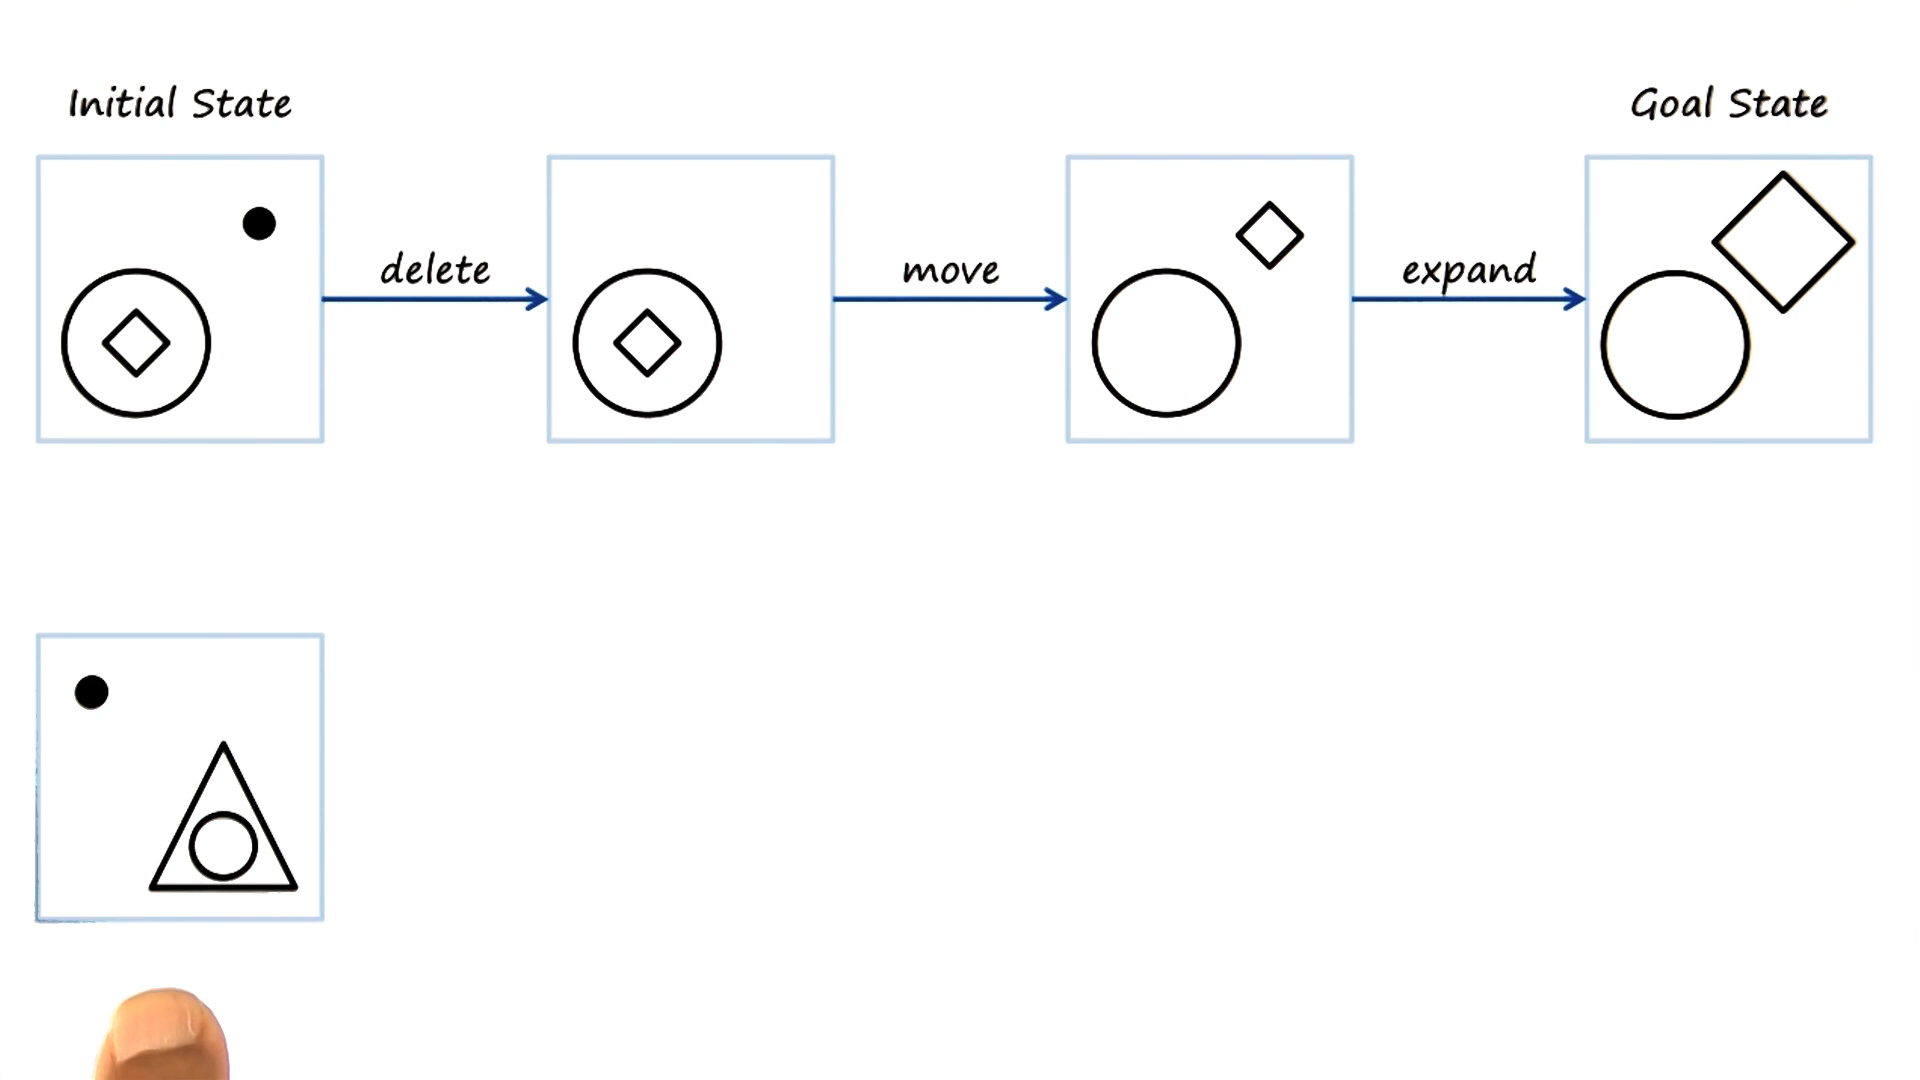 Initial State
Goal State
delete
move
expand